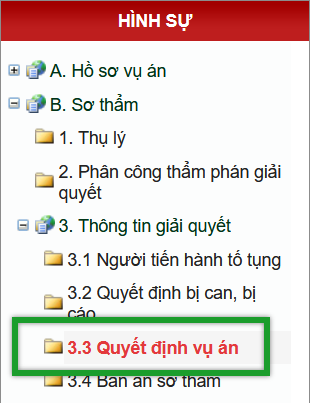 HÌNH SỰ
A. Hồ sơ vụ án
B. Sơ thẩm
1. Thụ lý
2. Phân công thẩm phán giải
quyết
3. Thông tin giải quyết
3.1 Người tiến hành tố tụng
3.2 Quyết định bị can, bị
cáo
3.3 Quyết định vụ án
3.4 Bản án sơ thẩm